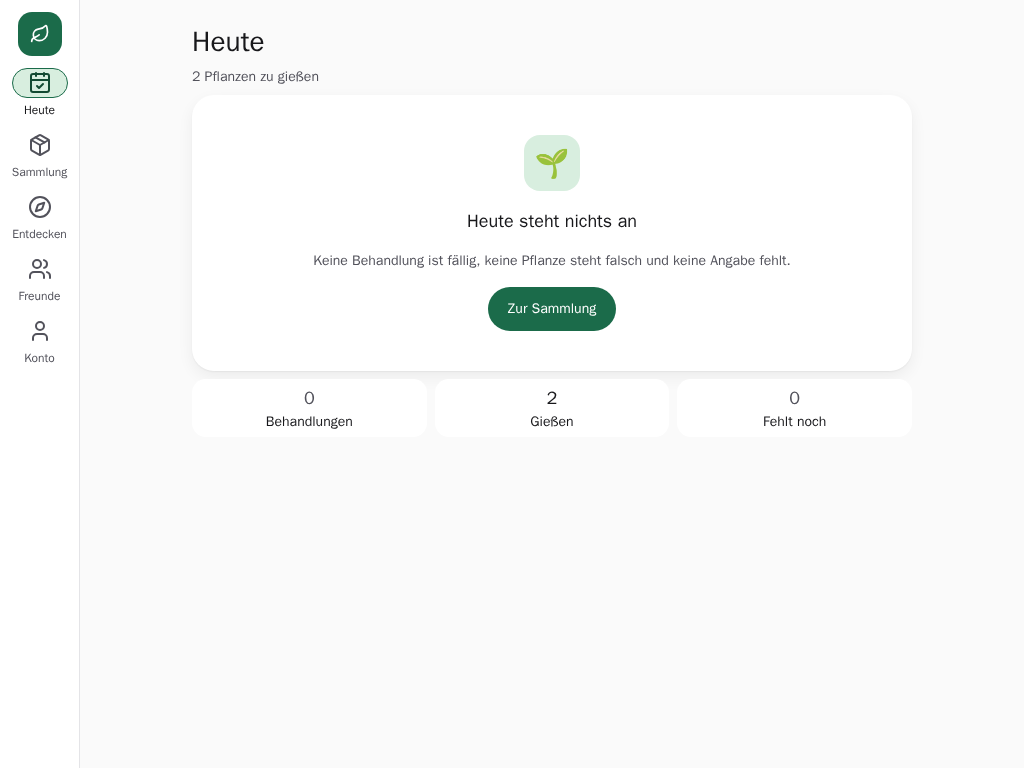 Heute
2 Pflanzen zu gießen
Heute
Sammlung
Entdecken
Freunde
Konto
Heute steht nichts an
Keine Behandlung ist fällig, keine Pflanze steht falsch und keine Angabe fehlt.
Zur Sammlung
0
Behandlungen
2
Gießen
0
Fehlt noch